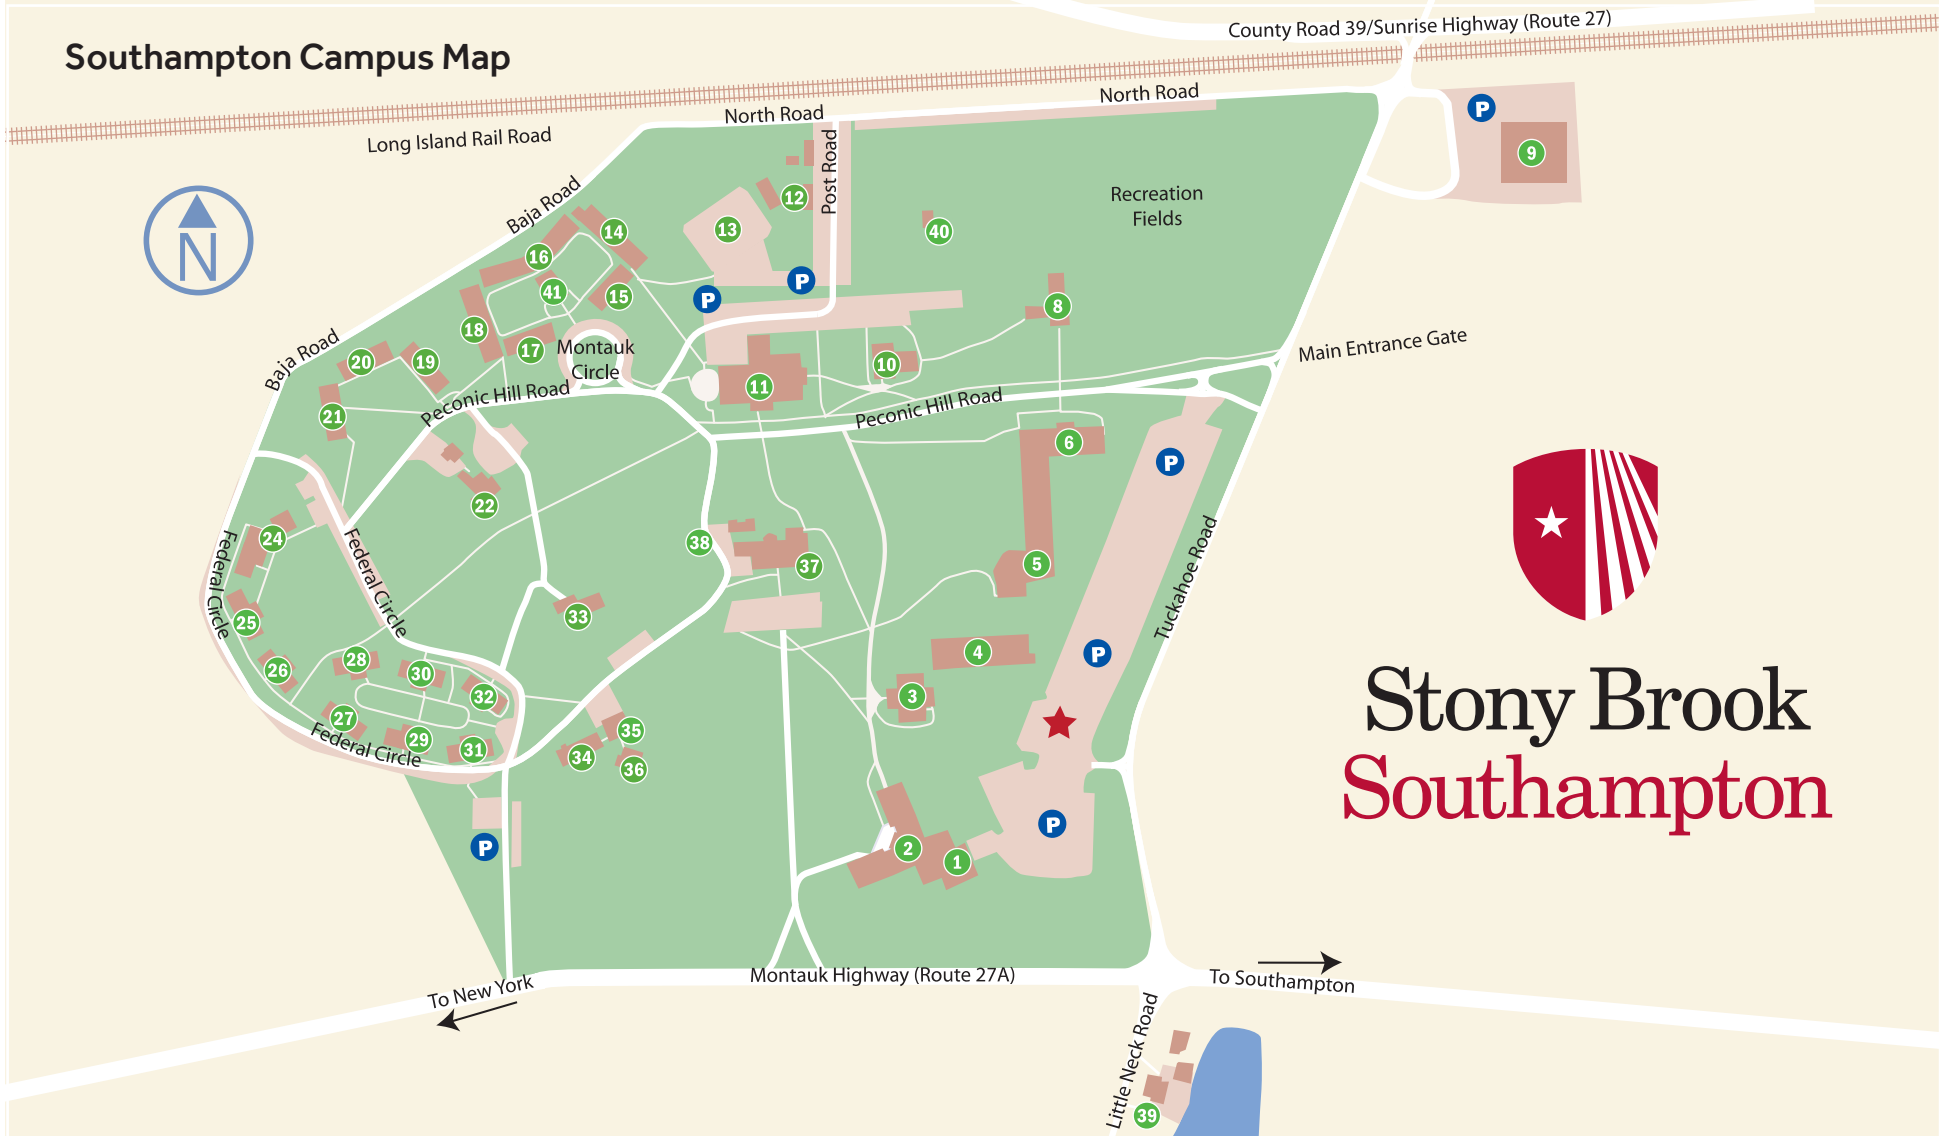 County Road 39/Sunrise Highway (Route 27)
Southampton Campus Map
North Road
North Road
Long Island Rail Road
P
9
Post Road
Baja Road
12
Recreation
Fields
N
13
14
40
16
P
41
15
P
8
18
17
Montauk
Circle
Baja Road
20
19
10
Main Entrance Gate
11
Peconic Hill Road
Peconic Hill Road
21
6
P
22
24
38
Federal Circle
Federal Circle
37
5
Tuckahoe Road
25
33
28
26
30
4
P
32
3
27
35
29
31
34
36
Federal Circle
Stony Brook
Southampton
P
P
2
1
Montauk Highway (Route 27A)
To Southampton
To New York
Little Neck Road
39